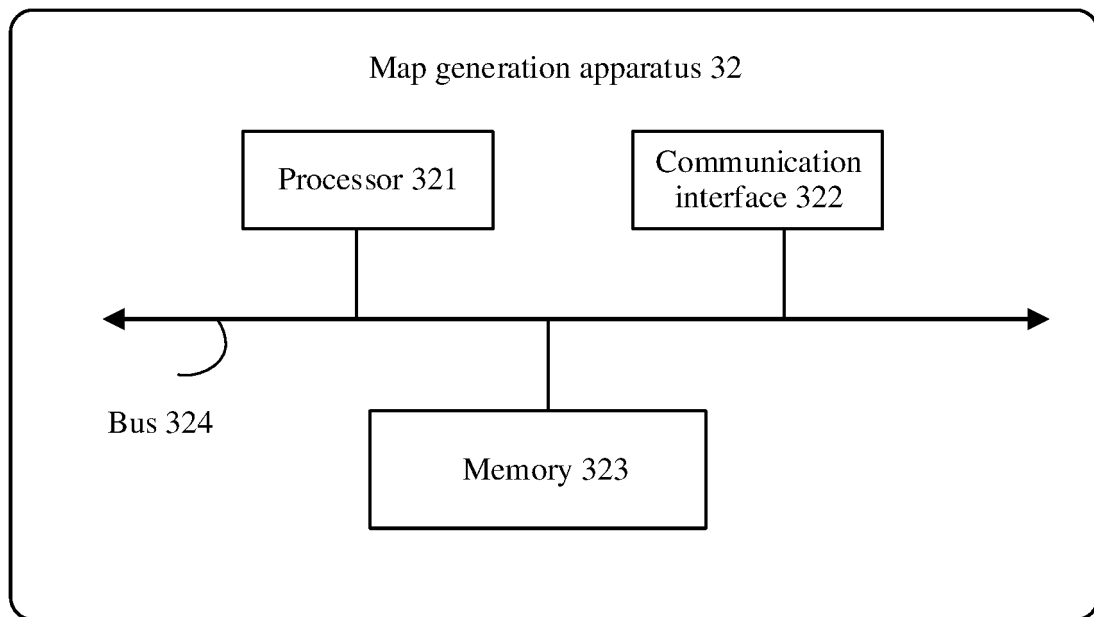 Map generation apparatus 32
Processor 321
Communication
interface 322
Bus 324
Memory 323